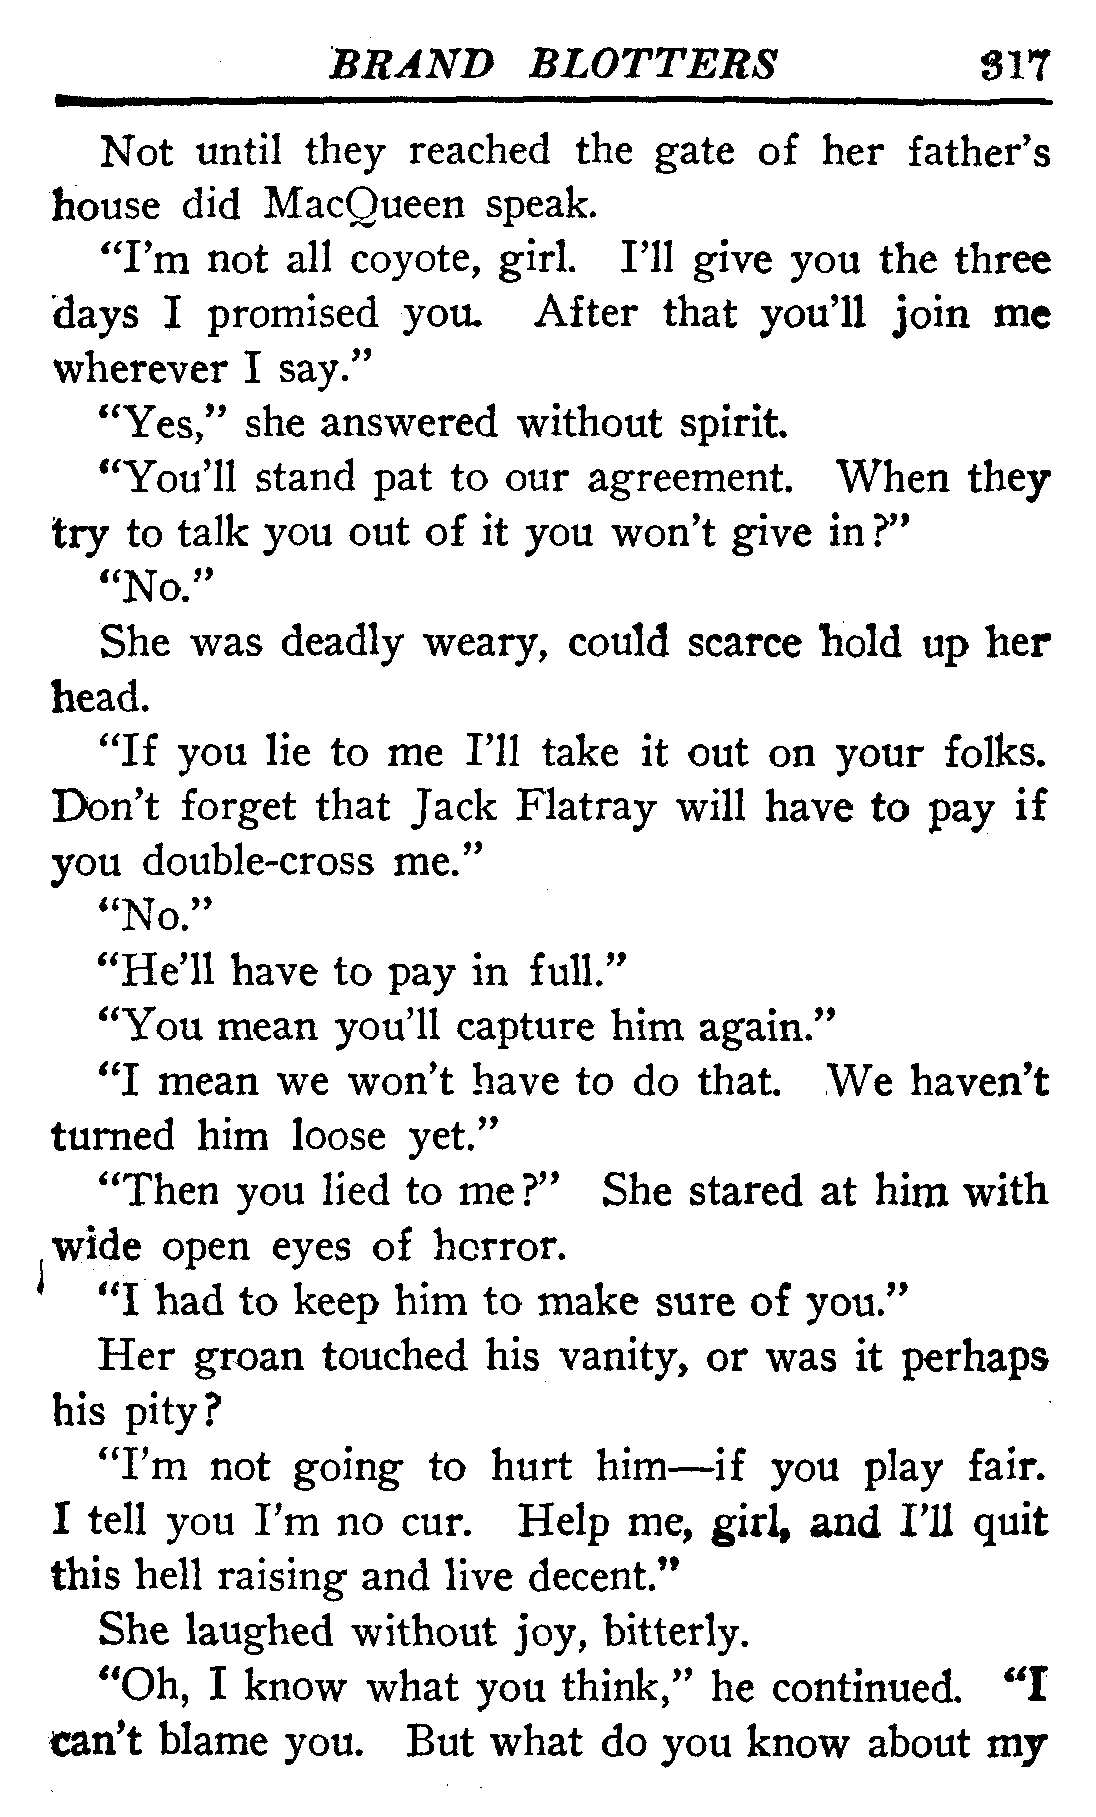 BRAND BLOTTERS 317
Not until they reached the gate of her father's
house did MacQueen speak.
"I'm not all coyote, girl. I'll give you the three
days I promised you. After that you'll join me
wherever I say."
"Yes," she answered without spirit.
"You'll stand pat to our agreement. When they
try to talk you out of it you won't give in?"
"No."
She was deadly weary, could scarce hold up her
head.
"If you lie to me I'll take it out on your folks.
Don't forget that Jack Flatray will have to pay if
you double-cross me."
"No."
"He'll have to pay in full."
"You mean you'll capture him again."
"I mean we won't have to do that. We haven't
turned him loose yet."
"Then you lied to me?" She stared at him with
wide open eyes of horror.
"I had to keep him to make sure of you."
Her groan touched his vanity, or was it perhaps
his pity?
"I'm not going to hurt him—if you play fair.
I tell you I'm no cur. Help me, girl, and I'll quit
this hell raising and live decent."
She laughed without joy, bitterly.
"Oh, I know what you think," he continued. "I
can't blame you. But what do you know about my